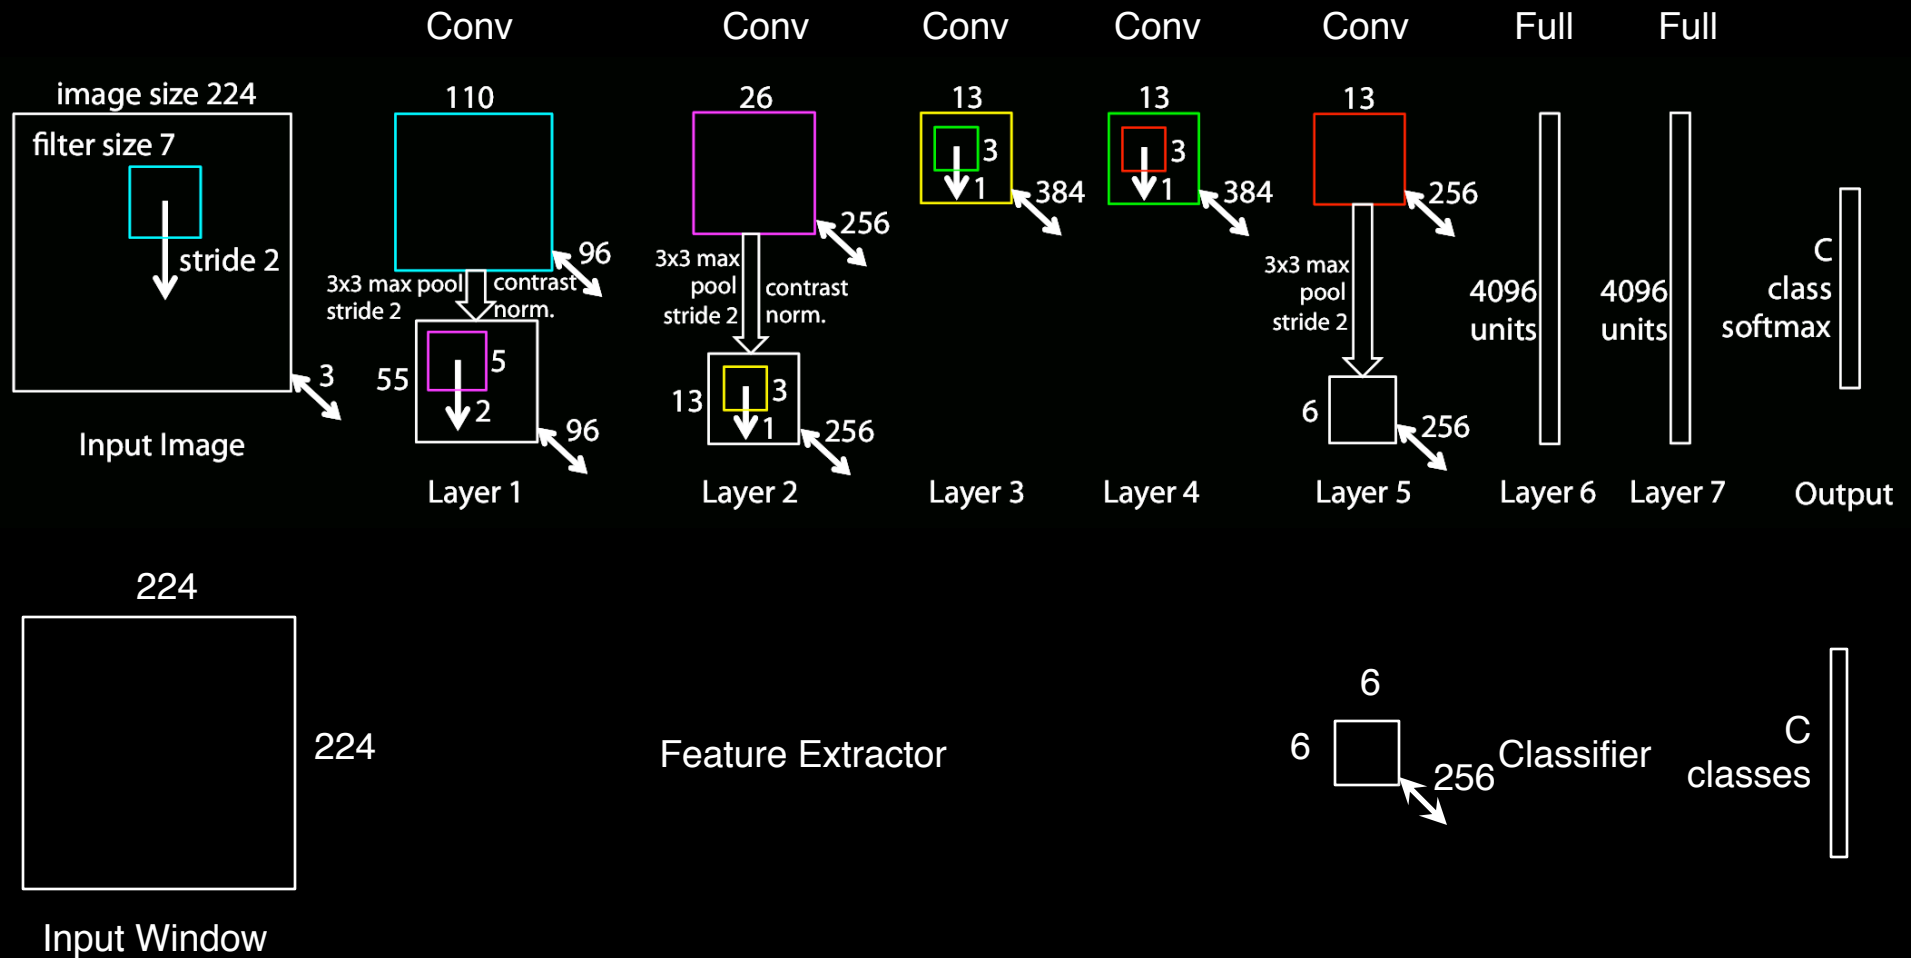 Conv Conv Conv Conv Conv Full Full
image size 224 110 26 13 13 13
filter size 7
stride 2
3
Input Image
96
3x3 max pool
stride 2
contrast
norm.
55
5
2
96
Layer 1
256
3x3 max
pool
stride 2
contrast
norm.
13
3
1
256
Layer 2
3
1
384
Layer 3
3
1
384
Layer 4
256
3x3 max
pool
stride 2
6
256
Layer 5
4096
units
Layer 6
4096
units
Layer 7
C
class
softmax
Output
224
224
Input Window
Feature Extractor
6
6
256
Classifier
C
classes